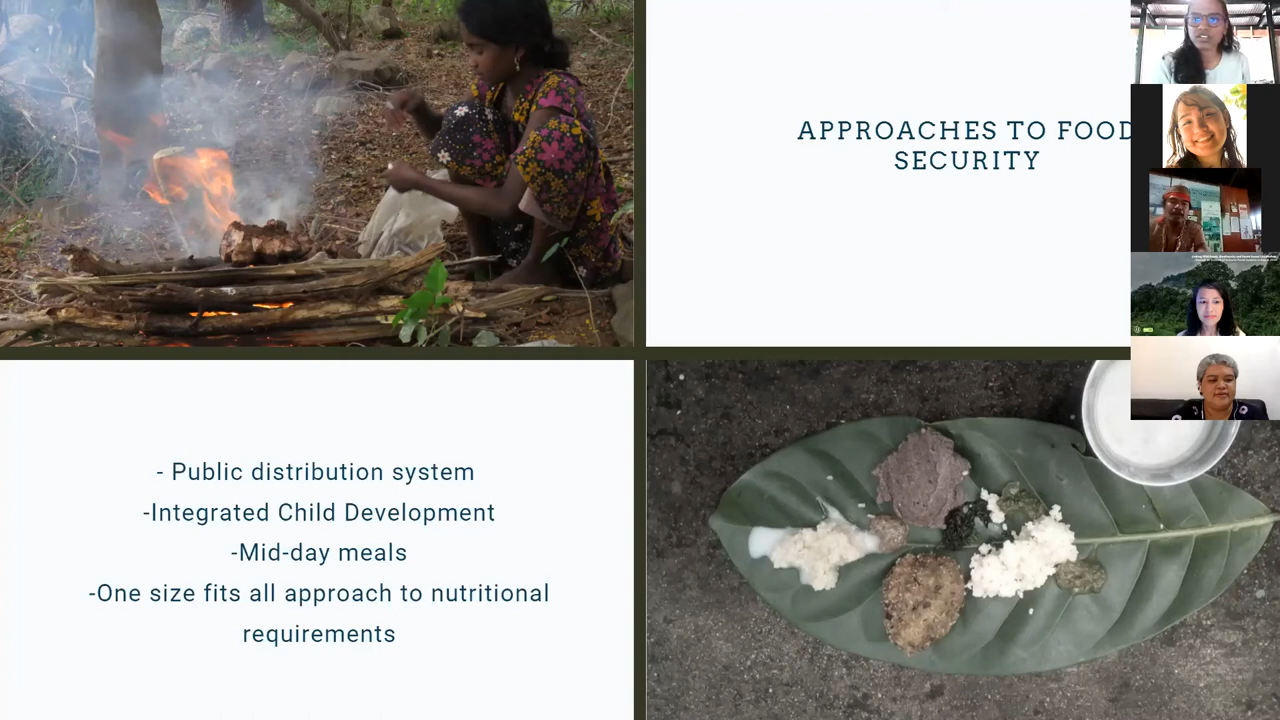 APPROACHES TO FOOD
SECURITY
- Public distribution system
-Integrated Child Development
-Mid-day meals
-One size fits all approach to nutritional
requirements